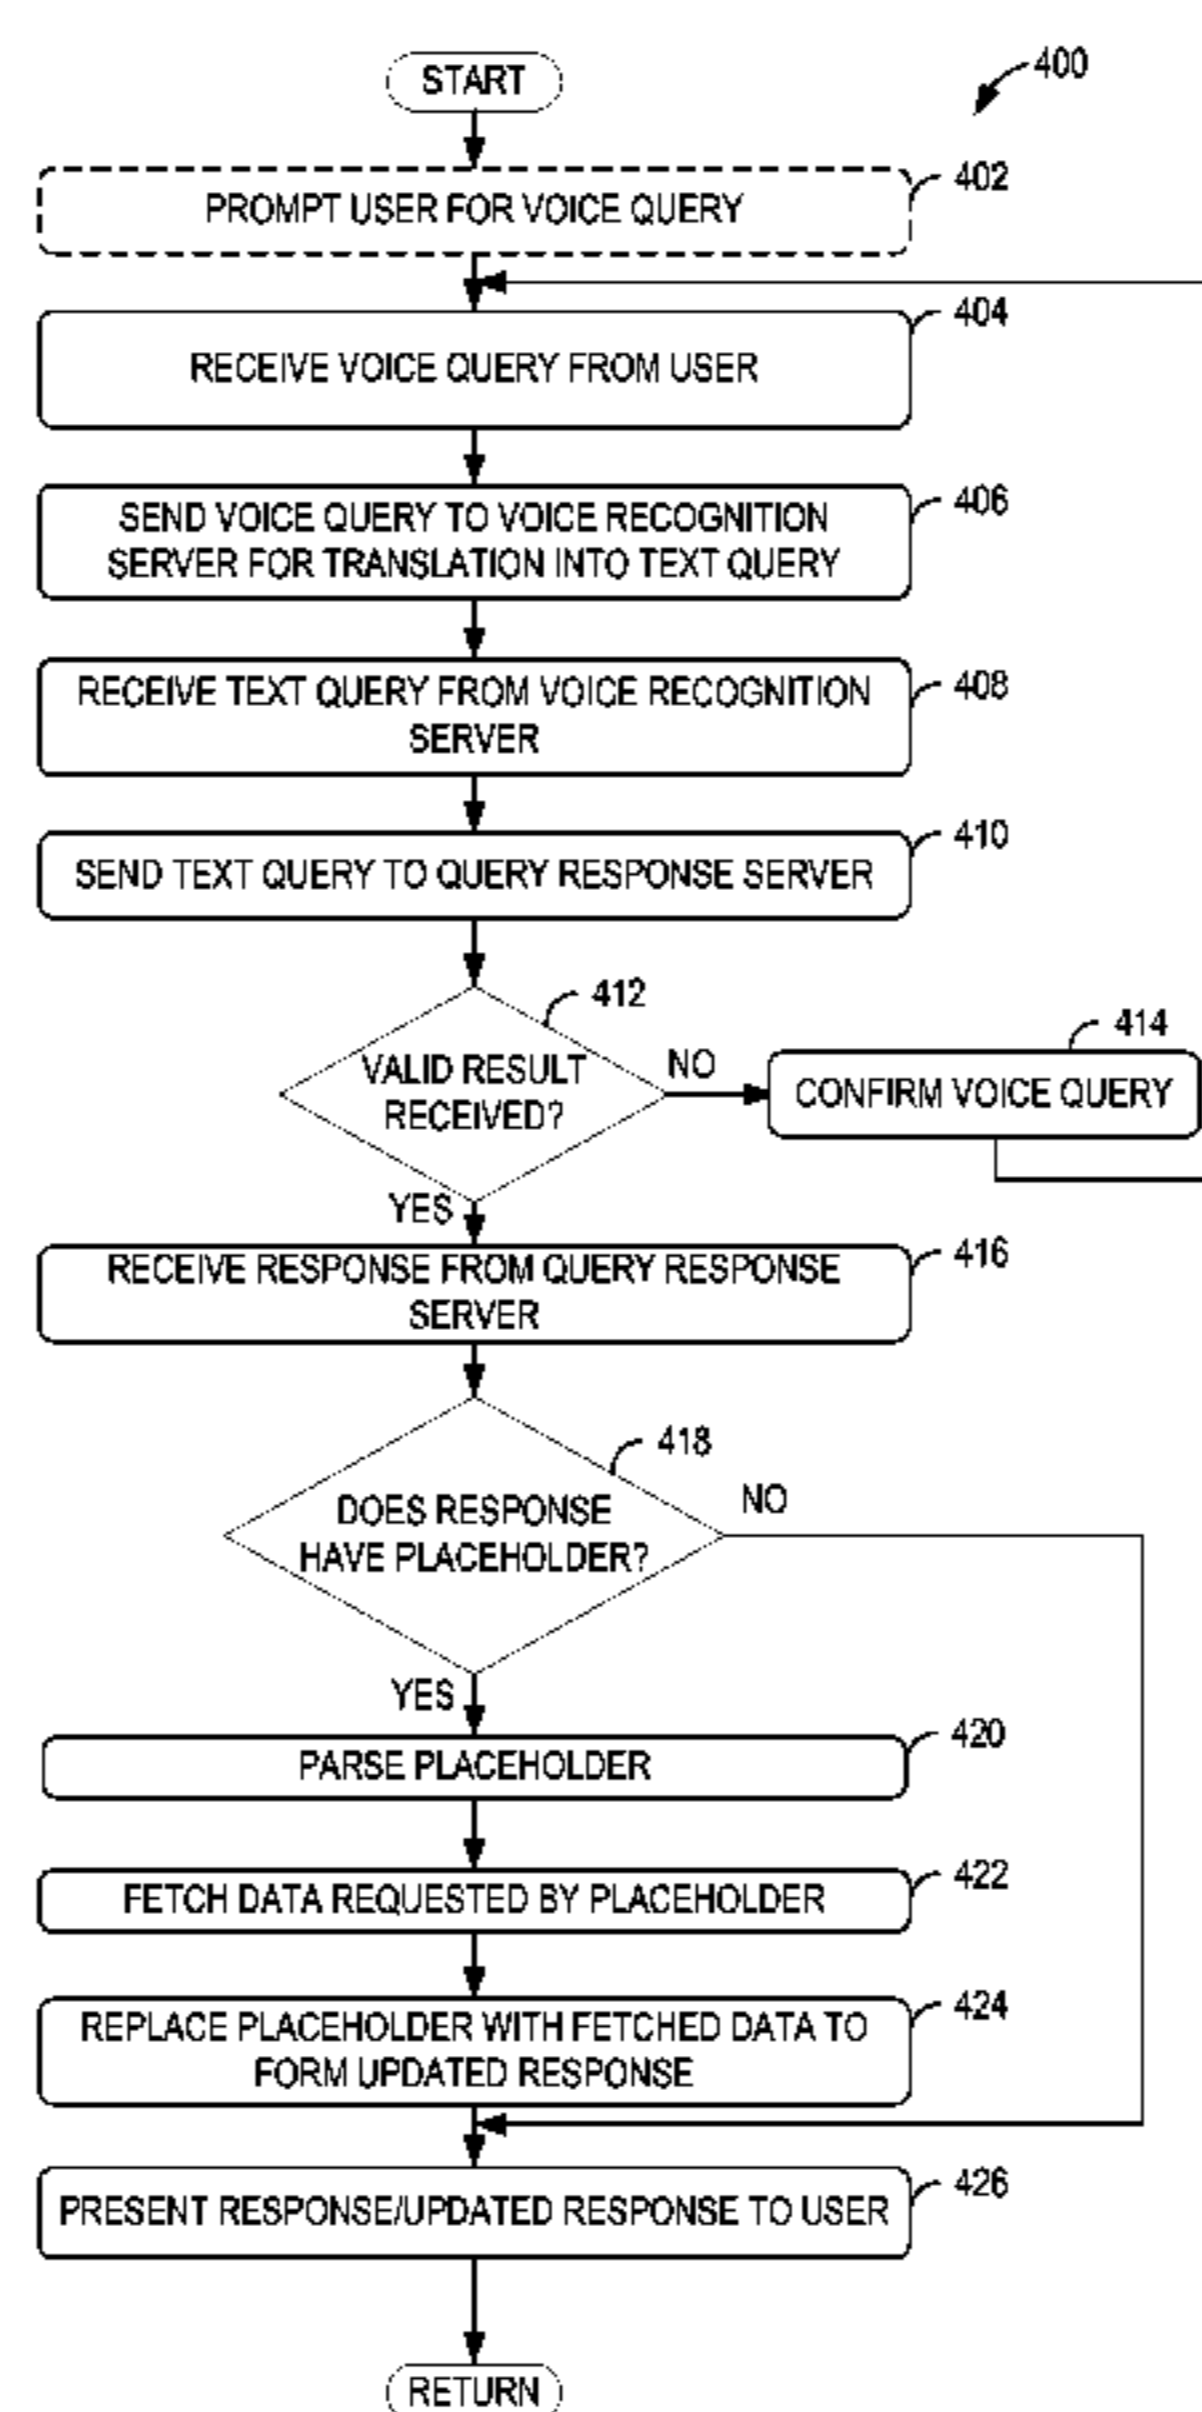 START
400
PROMPT USER FOR VOICE QUERY
402
RECEIVE VOICE QUERY FROM USER
404
SEND VOICE QUERY TO VOICE RECOGNITION
SERVER FOR TRANSLATION INTO TEXT QUERY
406
RECEIVE TEXT QUERY FROM VOICE RECOGNITION
SERVER
408
SEND TEXT QUERY TO QUERY RESPONSE SERVER
410
412
VALID RESULT
RECEIVED?
NO
414
CONFIRM VOICE QUERY
YES
RECEIVE RESPONSE FROM QUERY RESPONSE
SERVER
416
418
DOES RESPONSE
HAVE PLACEHOLDER?
NO
YES
PARSE PLACEHOLDER
420
FETCH DATA REQUESTED BY PLACEHOLDER
422
REPLACE PLACEHOLDER WITH FETCHED DATA TO
FORM UPDATED RESPONSE
424
PRESENT RESPONSE/UPDATED RESPONSE TO USER
426
RETURN